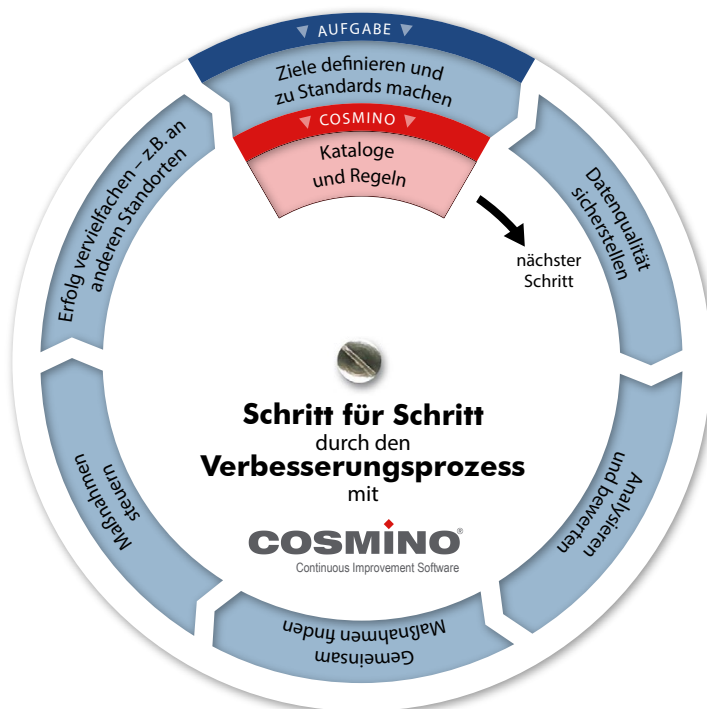 ▼ AUFGABE ▼
Ziele definieren und
zu Standards machen
▼ COSMINO ▼
Kataloge
und Regeln
nächster
Schritt
Datenqualität
sicherstellen
Analysieren
und bewerten
Gemeinsam
Maßnahmen finden
Maßnahmen
steuern
Erfolg vervielfachen – z.B. an
anderen Standorten
Schritt für Schritt
durch den
Verbesserungsprozess
mit
COSMINO®
Continuous Improvement Software